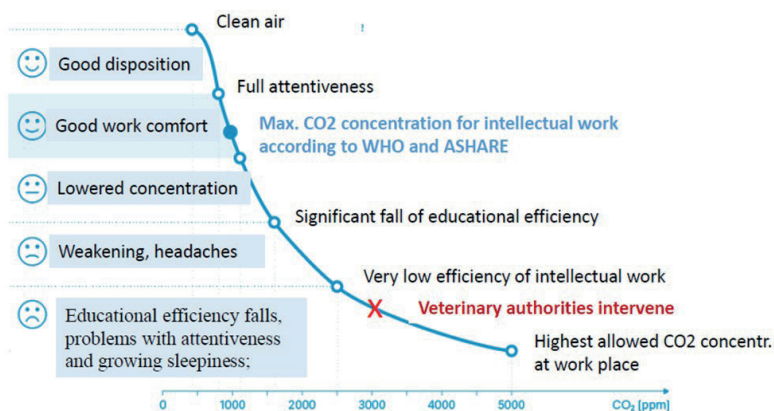 Clean air
Good disposition
Full attentiveness
Good work comfort
Max. CO2 concentration for intellectual work
according to WHO and ASHARE
Lowered concentration
Significant fall of educational efficiency
Weakening, headaches
Very low efficiency of intellectual work
X
Veterinary authorities intervene
Educational efficiency falls,
problems with attentiveness
and growing sleepiness;
Highest allowed CO2 concentr.
at work place
0 1000 2000 3000 4000 5000 CO₂ [ppm]